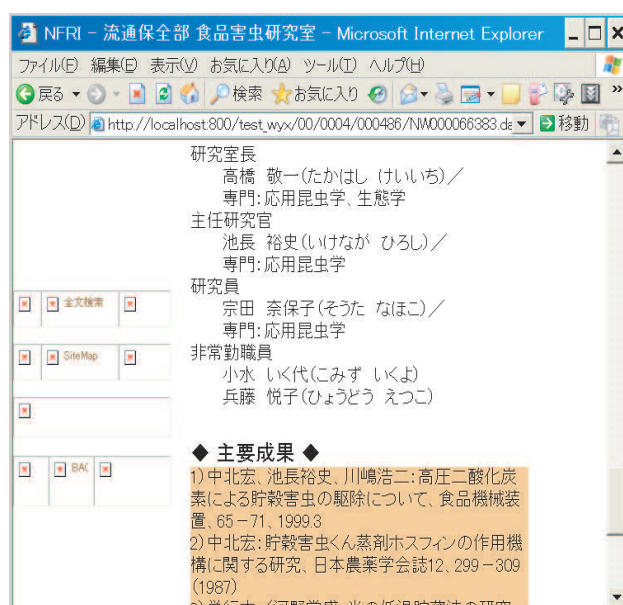 NFRI - 流通保全部 食品害虫研究室 - Microsoft Internet Explorer
ファイル(F) 編集(E) 表示(V) お気に入り(A) ツール(T) ヘルプ(H)
戻る 検索 お気に入り
アドレス(D) http://localhost:800/test_wyx/00/0004/000486/NW000066383.da 移動
研究室長
高橋 敬一(たかはし けいいち)／
専門:応用昆虫学、生態学
主任研究官
池長 裕史(いけなが ひろし)／
専門:応用昆虫学
研究員
宗田 奈保子(そうた なほこ)／
専門:応用昆虫学
非常勤職員
小水 いく代(こみず いくよ)
兵藤 悦子(ひょうどう えつこ)
全文検索
SiteMap
BAC
◆ 主要成果 ◆
1)中北宏、池長裕史、川嶋浩二:高圧二酸化炭
素による貯穀害虫の駆除について、食品機械装
置、65－71、1999.3
2)中北宏:貯穀害虫くん蒸剤ホスフィンの作用機
構に関する研究、日本農薬学会誌12、299－309
(1987)